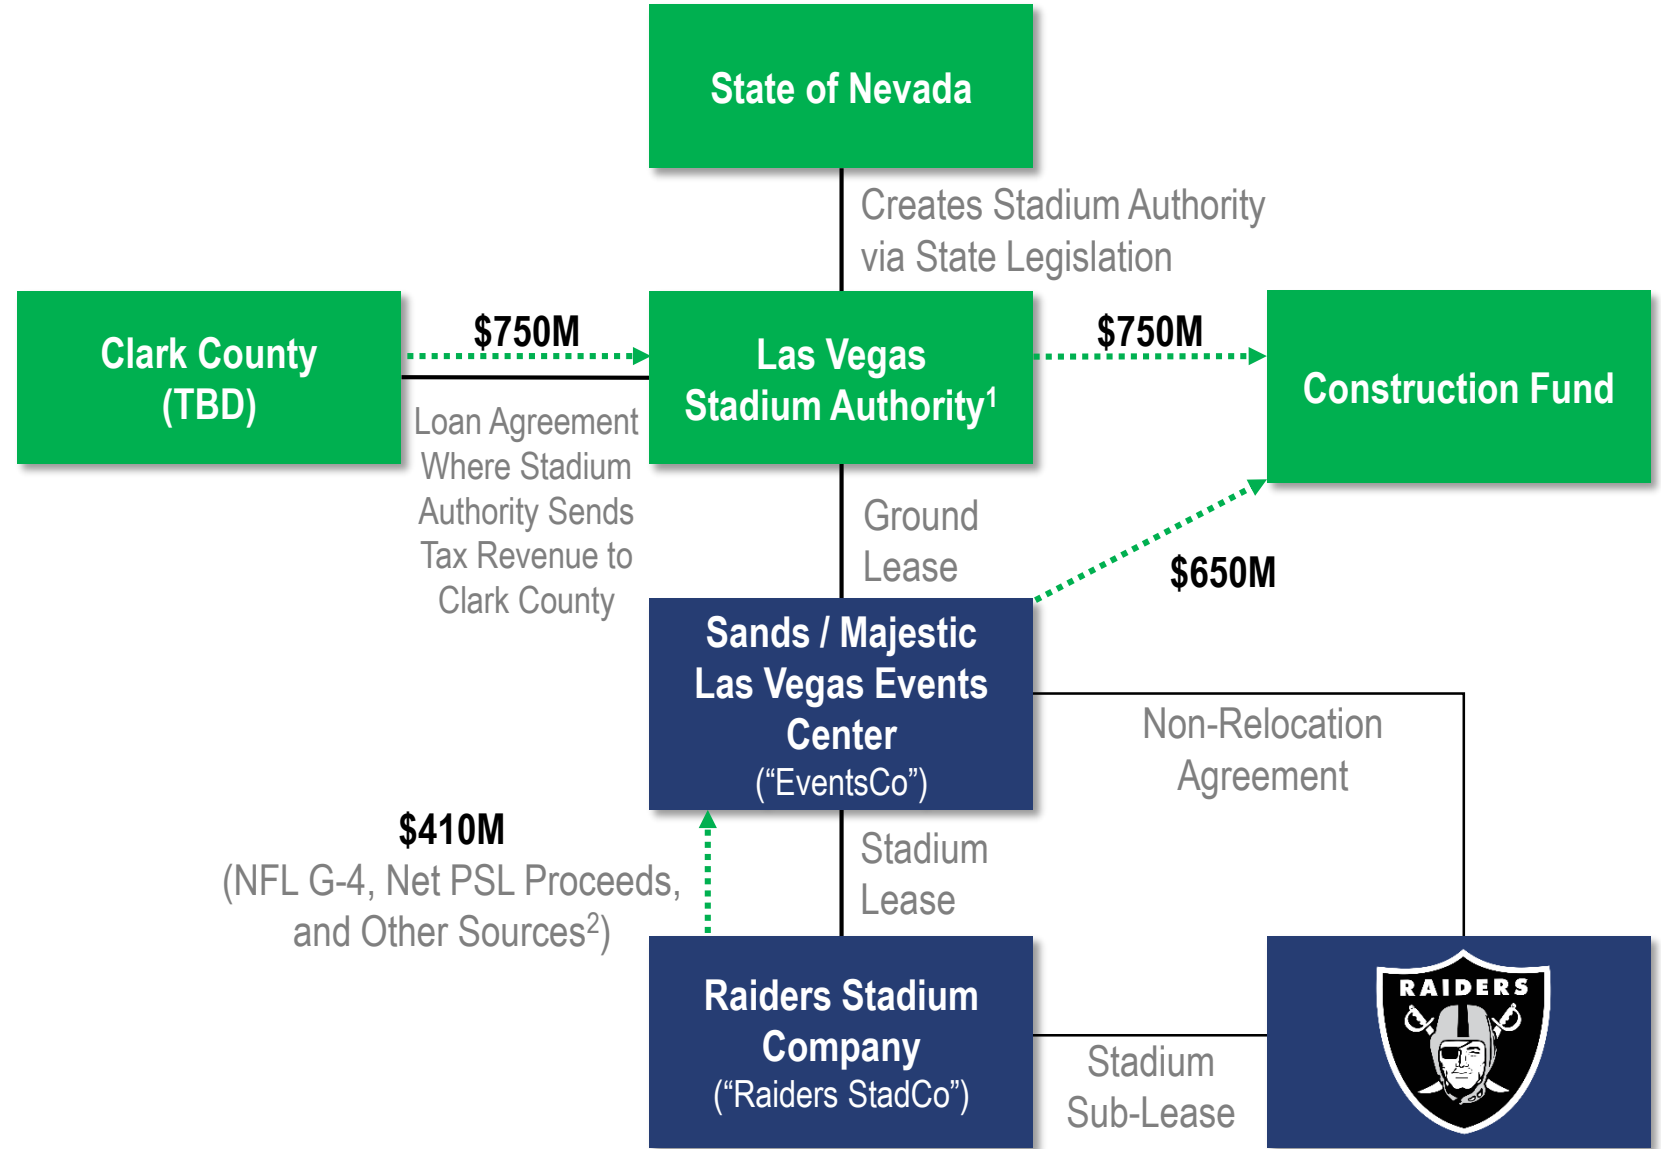 State of Nevada
Creates Stadium Authority
via State Legislation
Clark County
(TBD)
$750M
Las Vegas
Stadium Authority¹
$750M
Construction Fund
Loan Agreement
Where Stadium
Authority Sends
Tax Revenue to
Clark County
Ground
Lease
$650M
Sands / Majestic
Las Vegas Events
Center
(“EventsCo”)
Non-Relocation
Agreement
$410M
(NFL G-4, Net PSL Proceeds,
and Other Sources²)
Stadium
Lease
Raiders Stadium
Company
(“Raiders StadCo”)
Stadium
Sub-Lease
RAIDERS